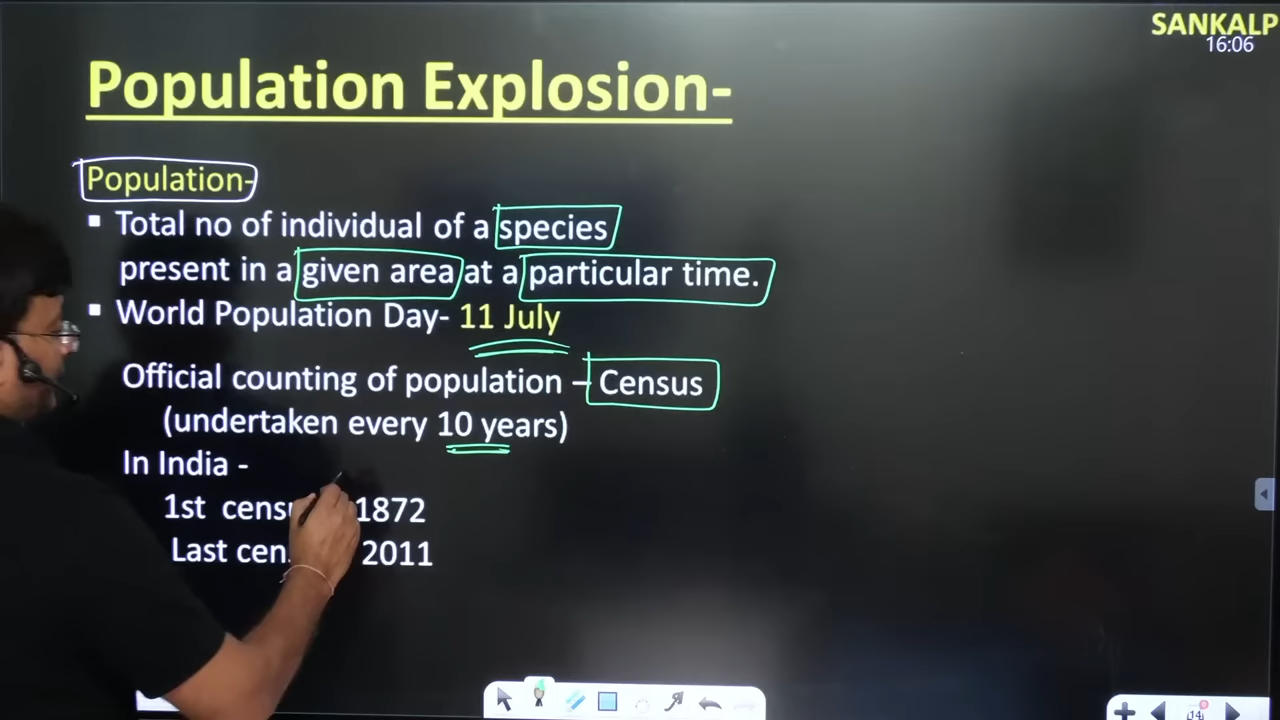 SANKALP
16:06
Population Explosion-
Population-
▪ Total no of individual of a species
present in a given area at a particular time.
▪ World Population Day- 11 July
Official counting of population – Census
(undertaken every 10 years)
In India -
1st 1872
Last 2011
14